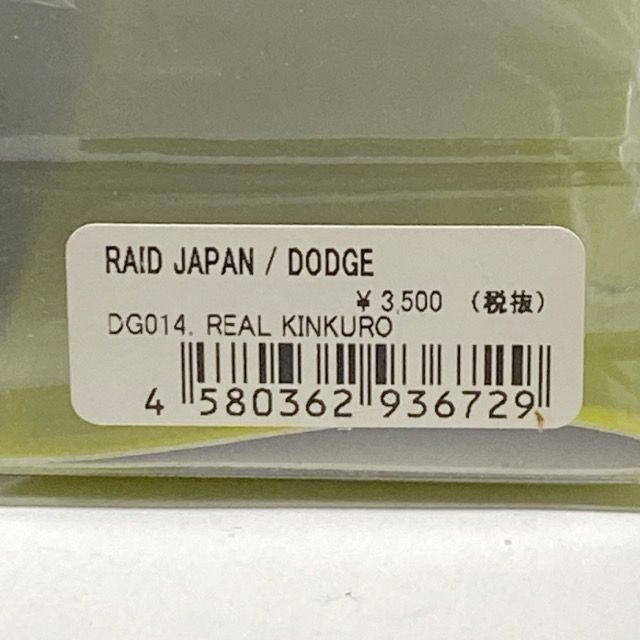 RAID JAPAN / DODGE
¥ 3,500 （税抜）
DG014. REAL KINKURO
4 580362 936729